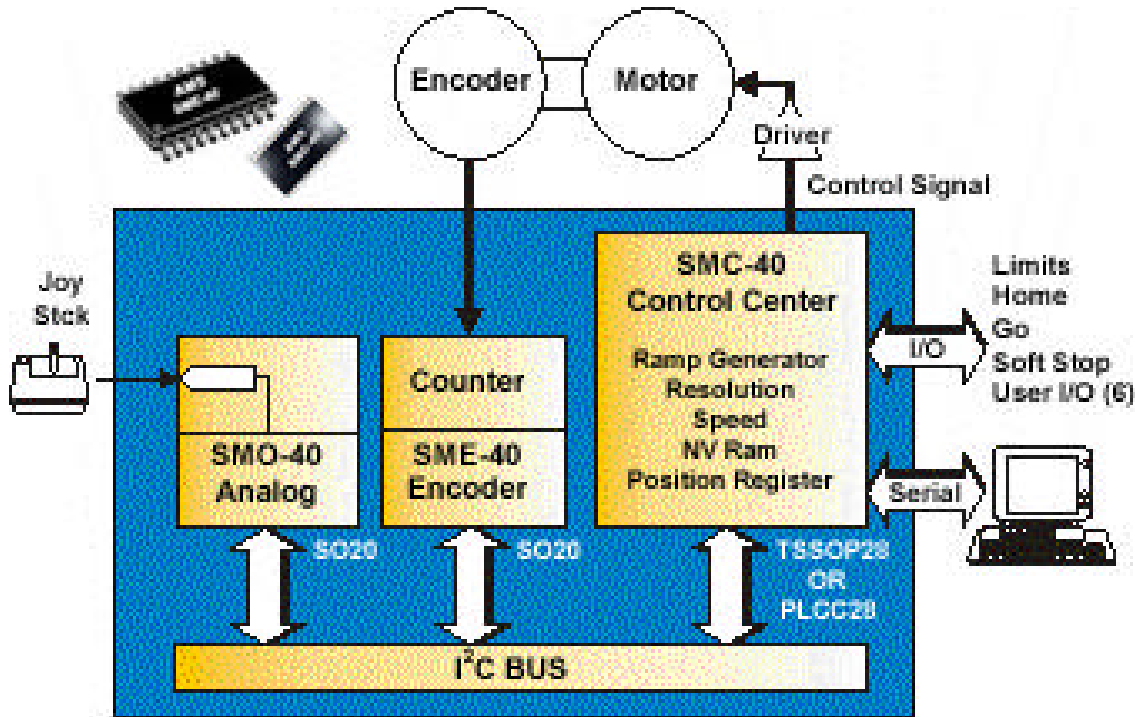 Encoder
Motor
Driver
Control Signal
Joy
Stck
SMC-40
Control Center
Ramp Generator
Resolution
Speed
NV Ram
Position Register
Limits
Home
Go
Soft Stop
User I/O (6)
I/O
Counter
SMO-40
Analog
SME-40
Encoder
Serial
SO20
SO20
TSSOP28
OR
PLCC28
I²C BUS